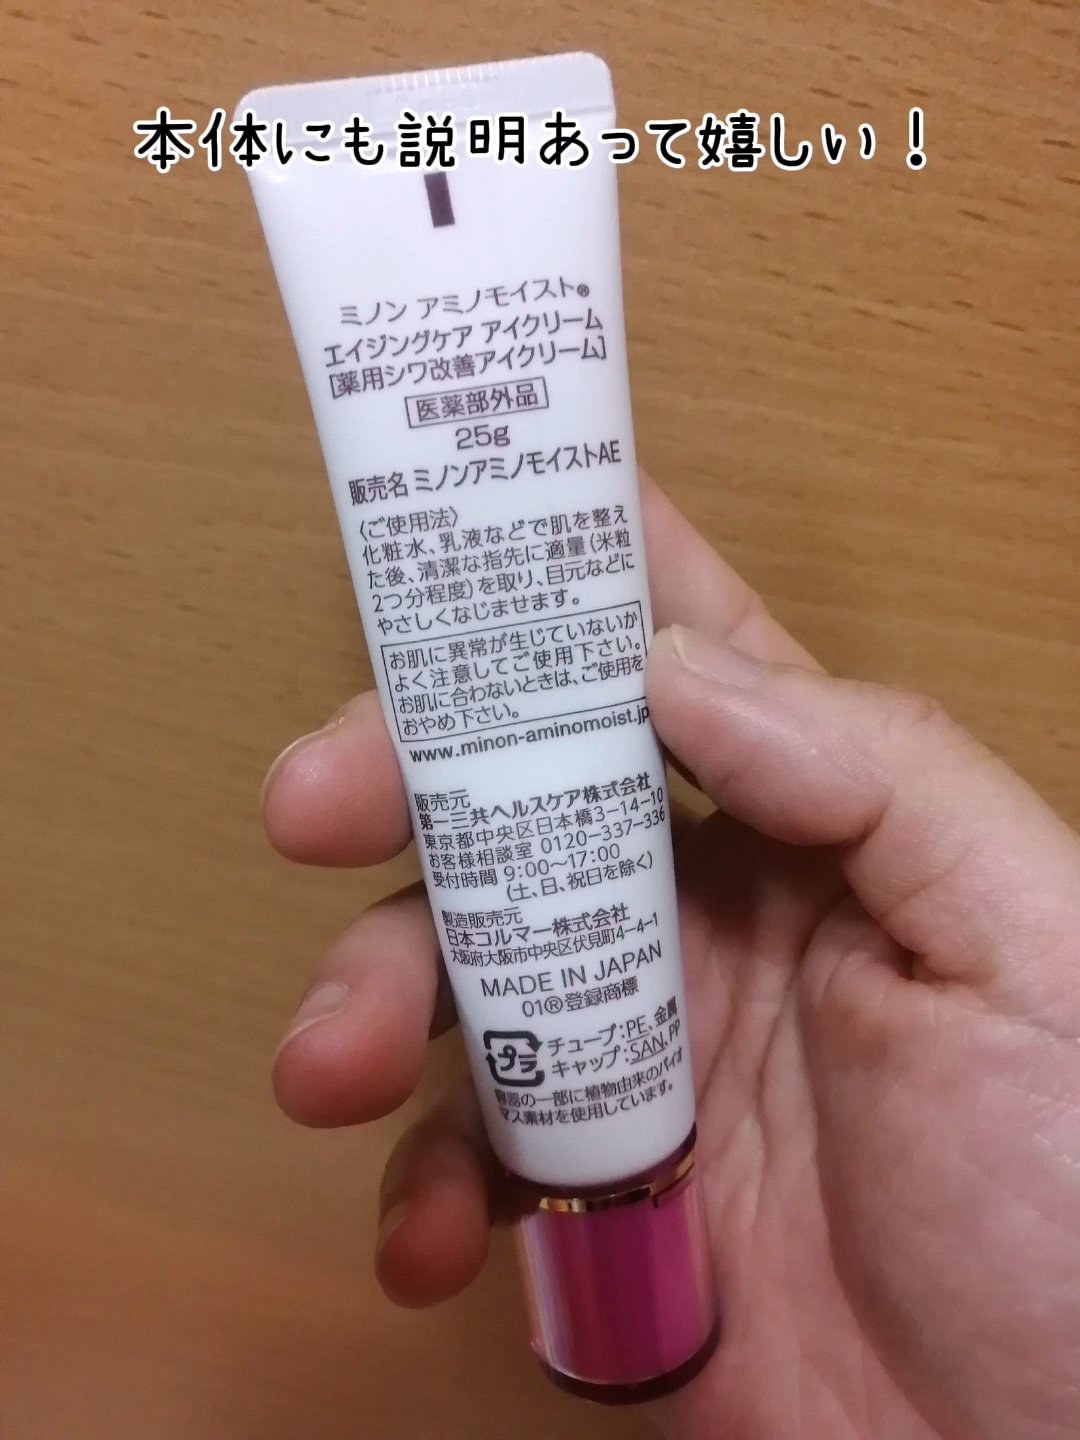 本体にも説明あって嬉しい！
ミノン アミノモイスト®
エイジングケア アイクリーム
[薬用シワ改善アイクリーム]
医薬部外品
25g
販売名 ミノンアミノモイストAE
〈ご使用法〉
化粧水、乳液などで肌を整え
た後、清潔な指先に適量（米粒
2つ分程度）を取り、目元などに
やさしくなじませます。
お肌に異常が生じていないか
よく注意してご使用下さい。
お肌に合わないときは、ご使用を
おやめ下さい。
www.minon-aminomoist.jp
販売元
第一三共ヘルスケア株式会社
東京都中央区日本橋3-14-10
お客様相談室 0120-337-336
受付時間 9:00〜17:00
(土、日、祝日を除く)
製造販売元
日本コルマー株式会社
大阪府大阪市中央区伏見町4-4-1
MADE IN JAPAN
01®登録商標
プラ
チューブ:PE、金属
キャップ:SAN、PP
容器の一部に植物由来のバイオ
マス素材を使用しています。